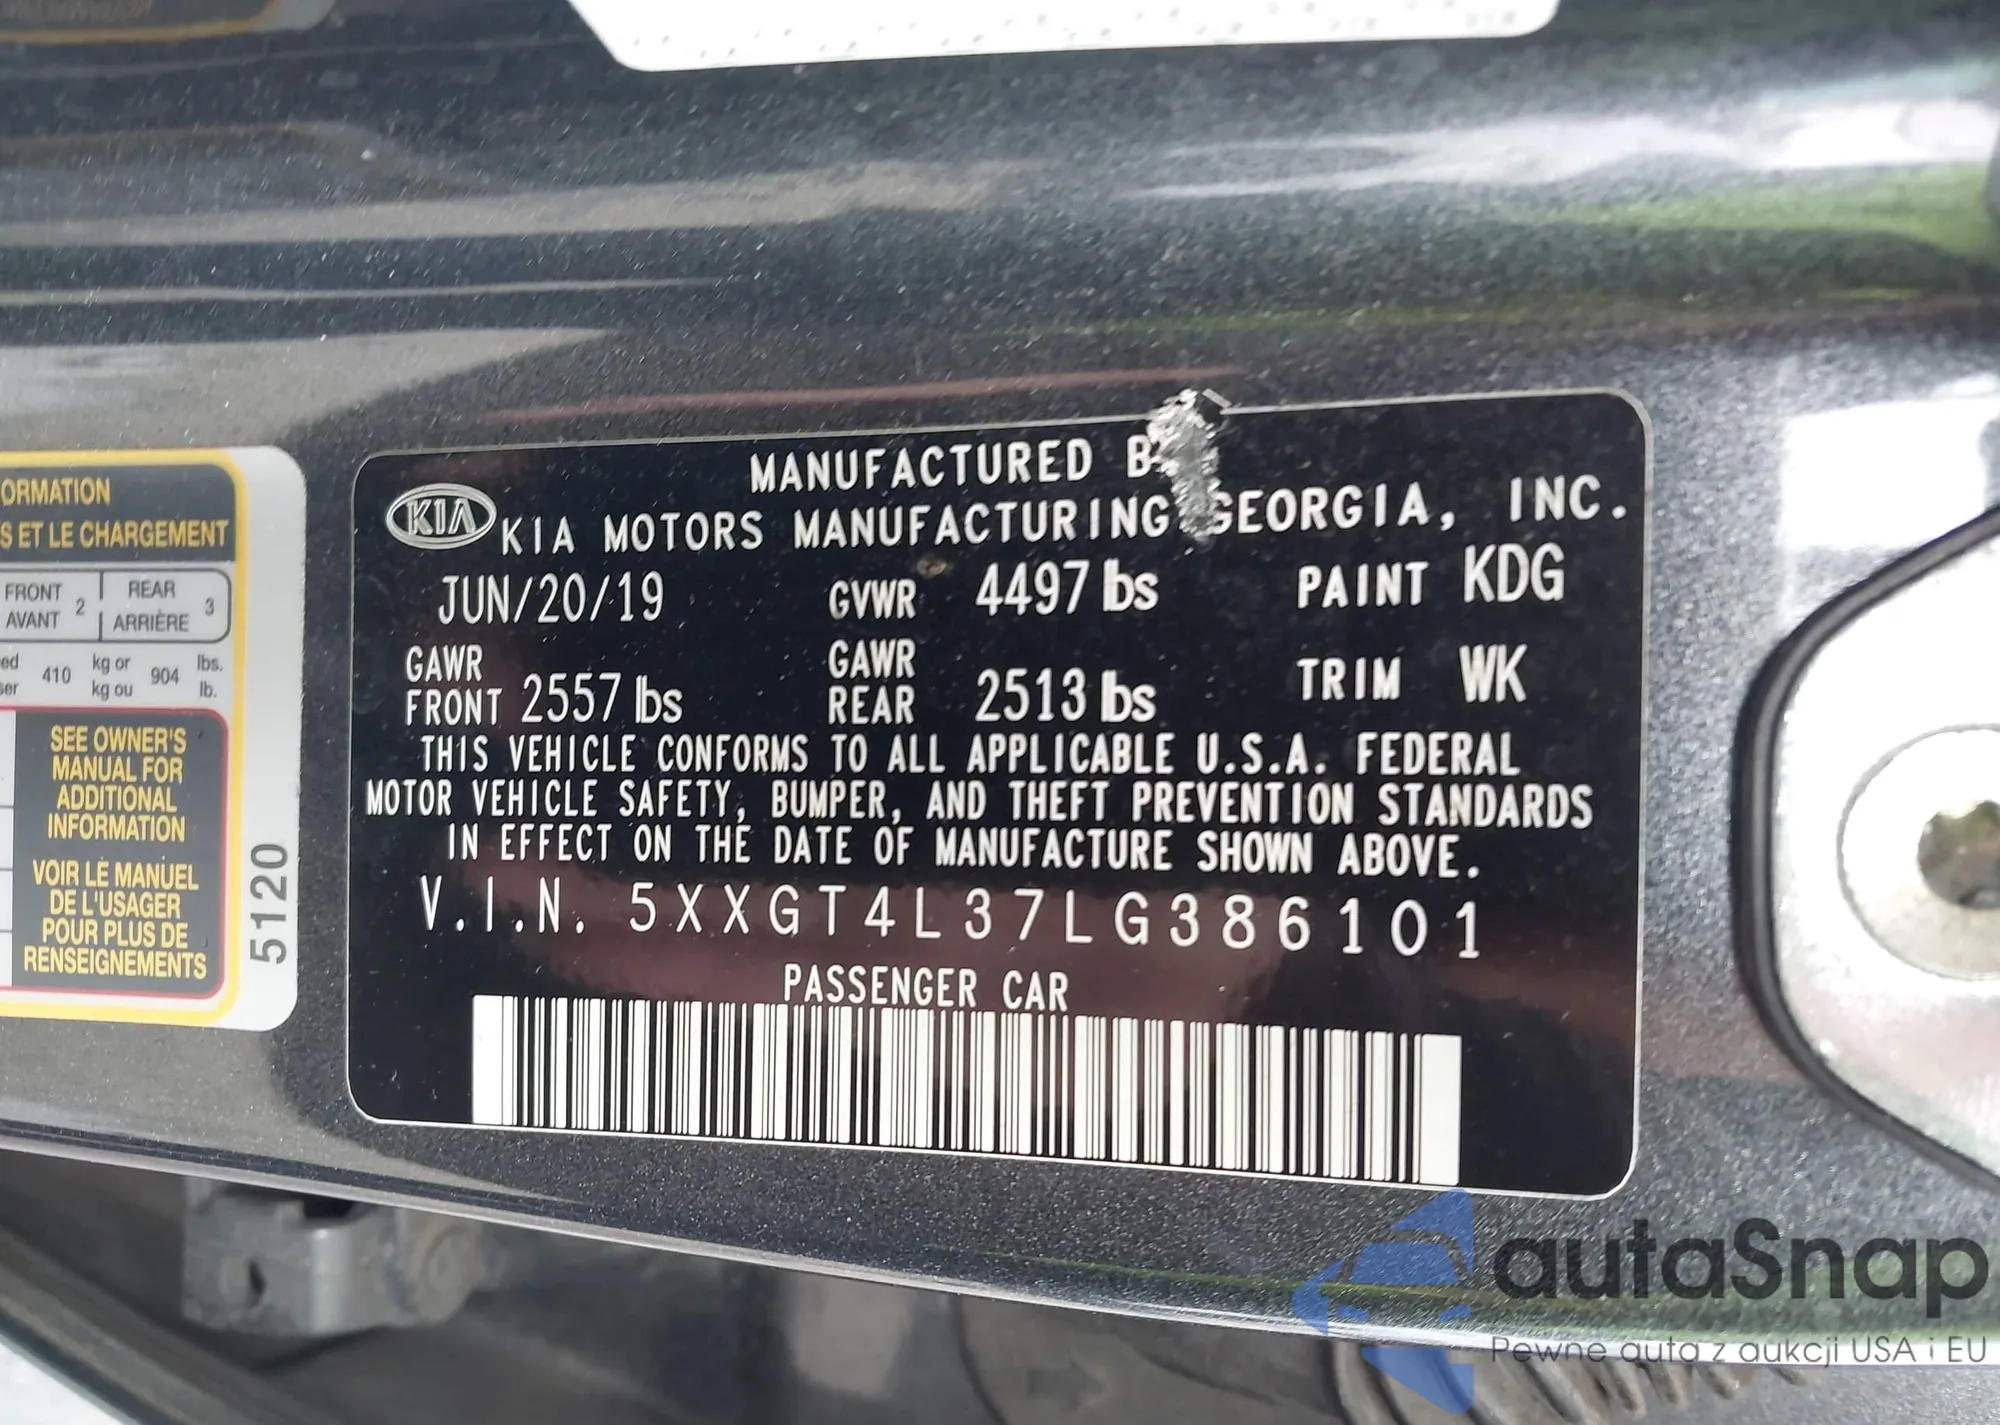 ORMATION
S ET LE CHARGEMENT
FRONT
AVANT 2
REAR
ARRIÈRE 3
410
kg or
kg ou
904
lbs.
lb.
SEE OWNER'S
MANUAL FOR
ADDITIONAL
INFORMATION
VOIR LE MANUEL
DE L'USAGER
POUR PLUS DE
RENSEIGNEMENTS
5120
MANUFACTURED B
KIA
KIA MOTORS MANUFACTURING GEORGIA, INC.
JUN/20/19 GVWR 4497 lbs PAINT KDG
GAWR
FRONT 2557 lbs
GAWR
REAR 2513 lbs
TRIM WK
THIS VEHICLE CONFORMS TO ALL APPLICABLE U.S.A. FEDERAL
MOTOR VEHICLE SAFETY, BUMPER, AND THEFT PREVENTION STANDARDS
IN EFFECT ON THE DATE OF MANUFACTURE SHOWN ABOVE.
V.I.N. 5XXGT4L37LG386101
PASSENGER CAR
autoSnap
Pewne auta z aukcji USA i EU